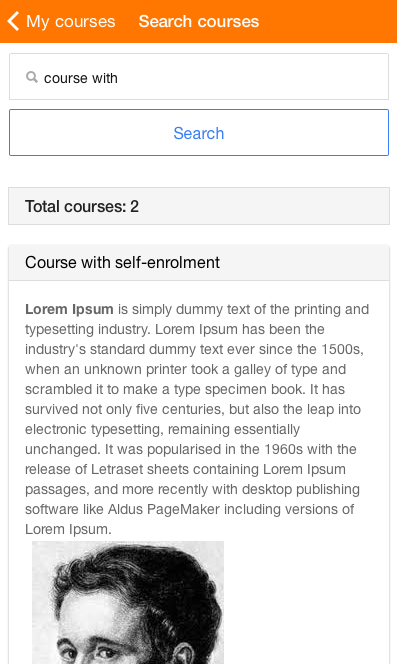 My courses Search courses
course with
Search
Total courses: 2
Course with self-enrolment
Lorem Ipsum is simply dummy text of the printing and
typesetting industry. Lorem Ipsum has been the
industry's standard dummy text ever since the 1500s,
when an unknown printer took a galley of type and
scrambled it to make a type specimen book. It has
survived not only five centuries, but also the leap into
electronic typesetting, remaining essentially
unchanged. It was popularised in the 1960s with the
release of Letraset sheets containing Lorem Ipsum
passages, and more recently with desktop publishing
software like Aldus PageMaker including versions of
Lorem Ipsum.